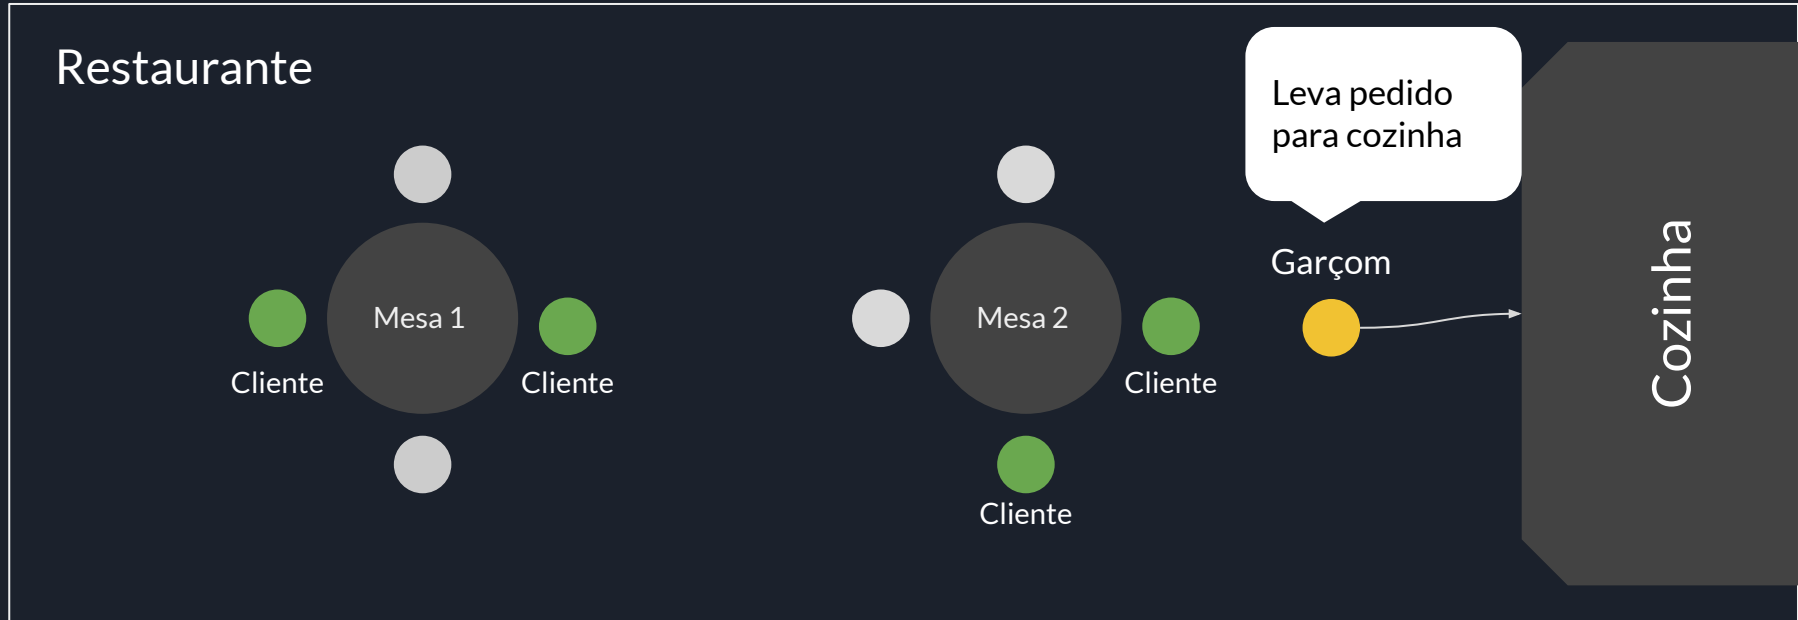 Restaurante
Leva pedido
para cozinha
Garçom
Mesa 1
Cliente
Cliente
Mesa 2
Cliente
Cliente
Cozinha